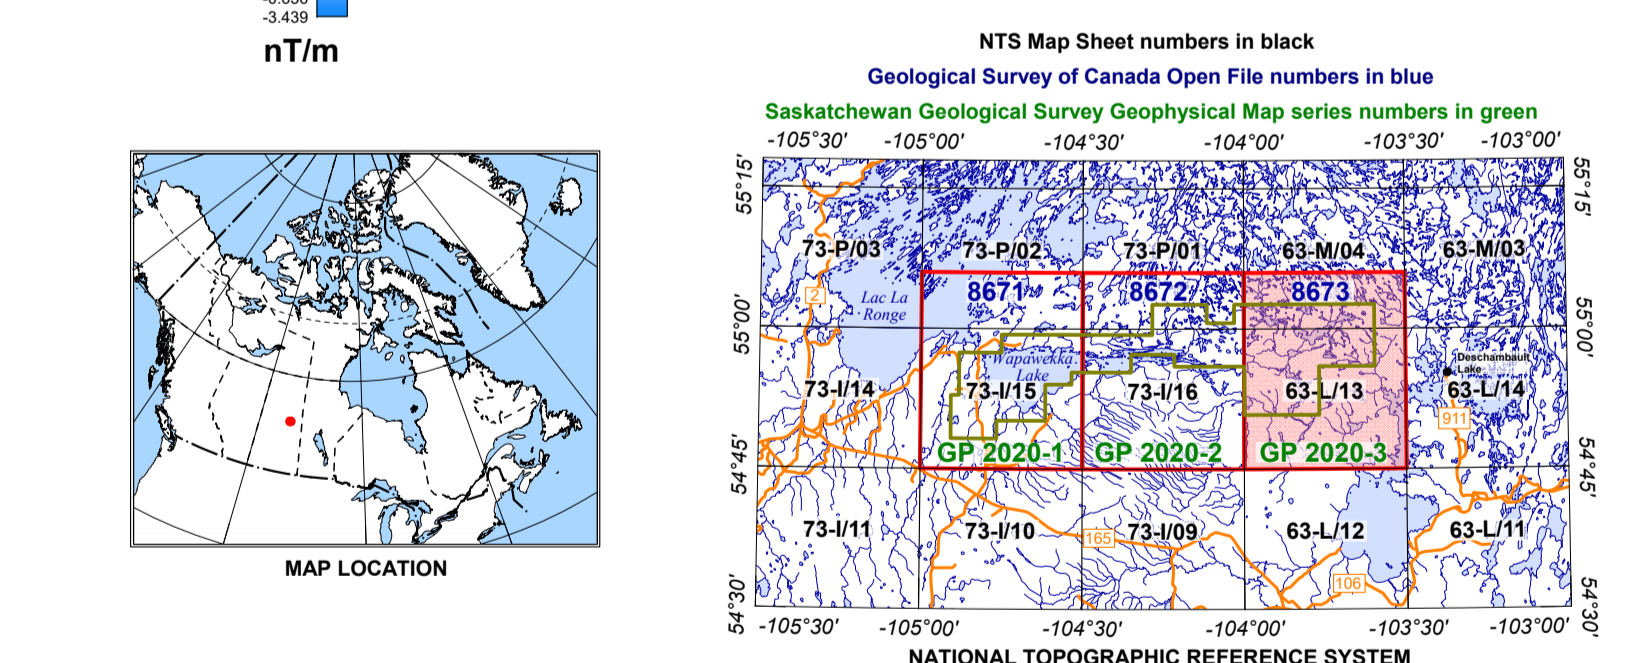 -3.439
nT/m
MAP LOCATION
NTS Map Sheet numbers in black
Geological Survey of Canada Open File numbers in blue
Saskatchewan Geological Survey Geophysical Map series numbers in green
-105°30' -105°00' -104°30' -104°00' -103°30' -103°00'
55°15' 55°15'
73-P/03 73-P/02 73-P/01 63-M/04 63-M/03
8671 8672 8673
2
Lac La
Ronge
55°00' 55°00'
Wapawekka
Lake
Deschambault
Lake
73-I/14 73-I/15 73-I/16 63-L/13 63-L/14
911
GP 2020-1 GP 2020-2 GP 2020-3
54°45' 54°45'
73-I/11 73-I/10 165 73-I/09 63-L/12 63-L/11
106
54°30' 54°30'
-105°30' -105°00' -104°30' -104°00' -103°30' -103°00'
NATIONAL TOPOGRAPHIC REFERENCE SYSTEM